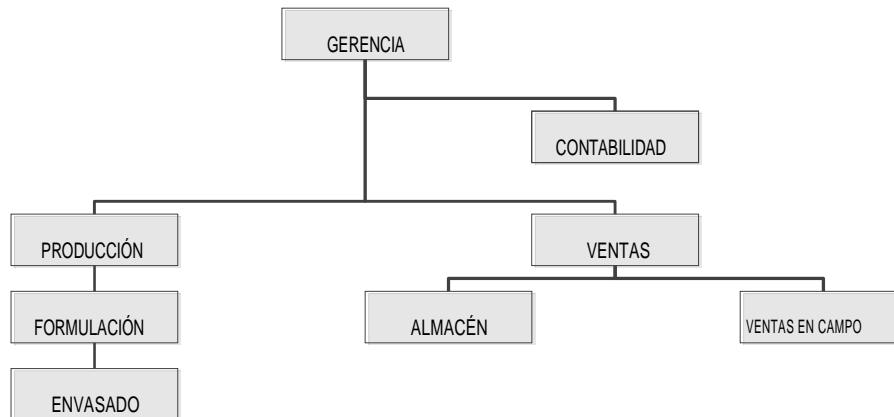 GERENCIA
CONTABILIDAD
PRODUCCIÓN
VENTAS
FORMULACIÓN
ALMACÉN
VENTAS EN CAMPO
ENVASADO